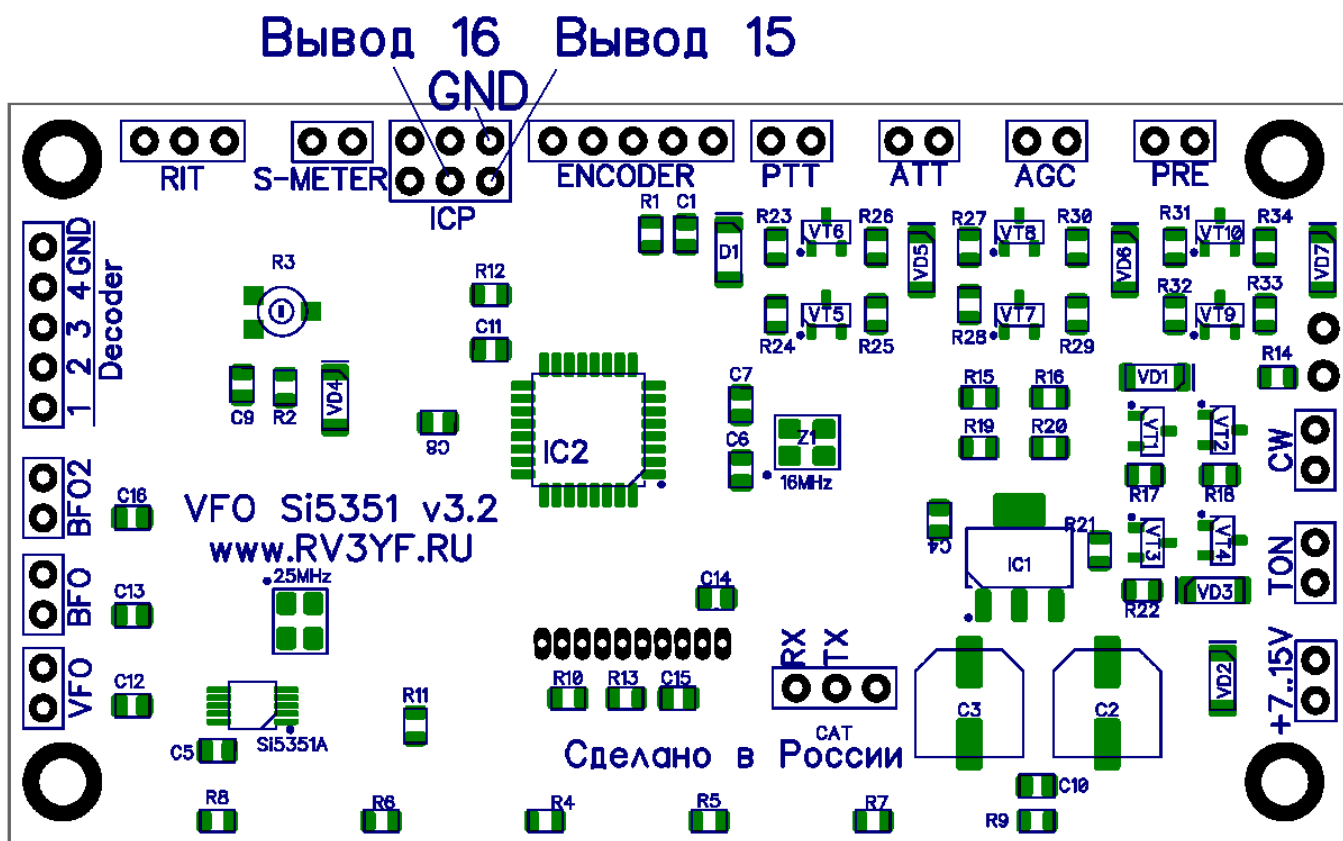 Вывод 16 Вывод 15
GND
RIT S-METER ICP ENCODER PTT ATT AGC PRE
R1 C1 D1 R23 VT6 R26 VD5 R27 VT8 R30 VD6 R31 VT10 R34 VD7
R24 VT5 R25 R28 VT7 R29 R32 VT9 R33
Decoder
GND
4
3
2
1
R3 R12 C11
C9 R2 VD4 C8
IC2
C7 C6 Z1
16MHz
R15 R16 R19 R20
VD1 R14
VT1 VT2 R17 R18
CW
BFO2 C16
VFO Si5351 v3.2
www.RV3YF.RU
25MHz
C4 IC1 R21 VT3 VT4 R22 VD3
TON
BFO C13
C14
VFO C12
Si5351A
C5 R11
R10 R13 C15
RX
TX
CAT
C3 C2
VD2
+7..15V
Сделано в России
R8 R6 R4 R5 R7 R9 C10